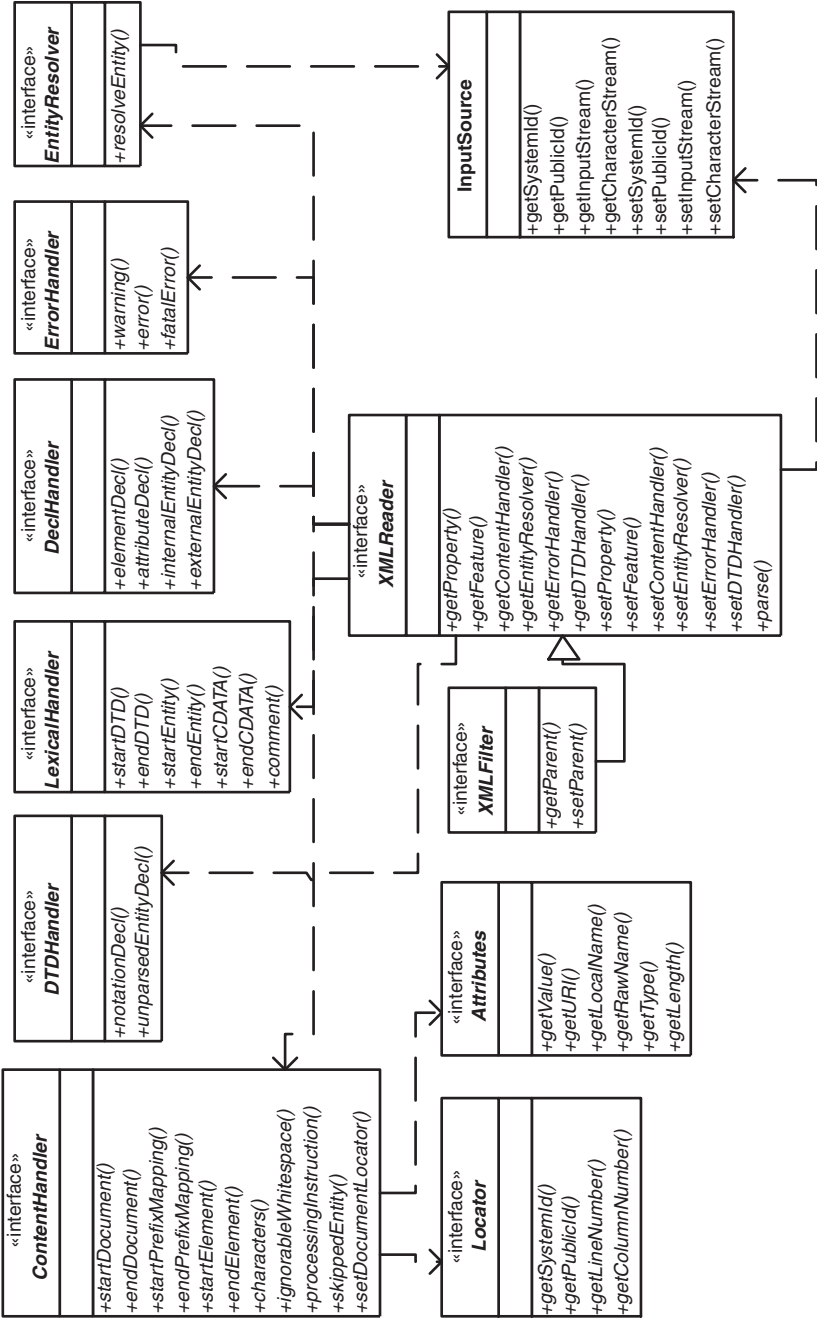 «interface»
ContentHandler
+startDocument()
+endDocument()
+startPrefixMapping()
+endPrefixMapping()
+startElement()
+endElement()
+characters()
+ignorableWhitespace()
+processingInstruction()
+skippedEntity()
+setDocumentLocator()
«interface»
DTDHandler
+notationDecl()
+unparsedEntityDecl()
«interface»
LexicalHandler
+startDTD()
+endDTD()
+startEntity()
+endEntity()
+startCDATA()
+endCDATA()
+comment()
«interface»
DeclHandler
+elementDecl()
+attributeDecl()
+internalEntityDecl()
+externalEntityDecl()
«interface»
ErrorHandler
+warning()
+error()
+fatalError()
«interface»
EntityResolver
+resolveEntity()
«interface»
Locator
+getSystemId()
+getPublicId()
+getLineNumber()
+getColumnNumber()
«interface»
Attributes
+getValue()
+getURI()
+getLocalName()
+getRawName()
+getType()
+getLength()
«interface»
XMLFilter
+getParent()
+setParent()
«interface»
XMLReader
+getProperty()
+getFeature()
+getContentHandler()
+getEntityResolver()
+getErrorHandler()
+getDTDHandler()
+setProperty()
+setFeature()
+setContentHandler()
+setEntityResolver()
+setErrorHandler()
+setDTDHandler()
+parse()
InputSource
+getSystemId()
+getPublicId()
+getInputStream()
+getCharacterStream()
+setSystemId()
+setPublicId()
+setInputStream()
+setCharacterStream()